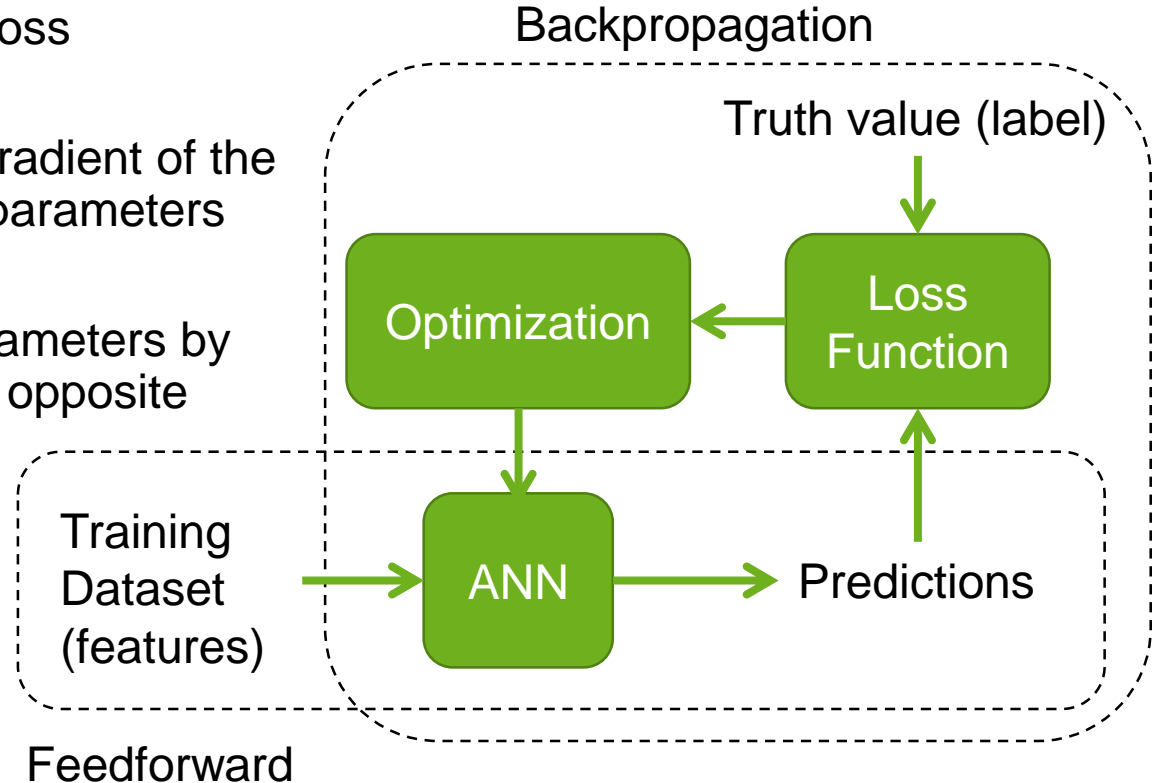 Backpropagation
Truth value (label)
radient of the
parameters
Loss
Function
Optimization
ameters by
opposite
Training
Dataset
(features)
ANN
Predictions
Feedforward